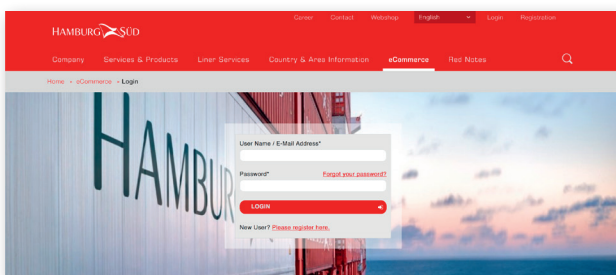 Career Contact Webshop English Login Registration
HAMBURG SÜD
Company Services & Products Liner Services Country & Area Information eCommerce Red Notes
Home » eCommerce » Login
HAMBUR
User Name / E-Mail Address*
Password* Forgot your password?
LOGIN
New User? Please register here.